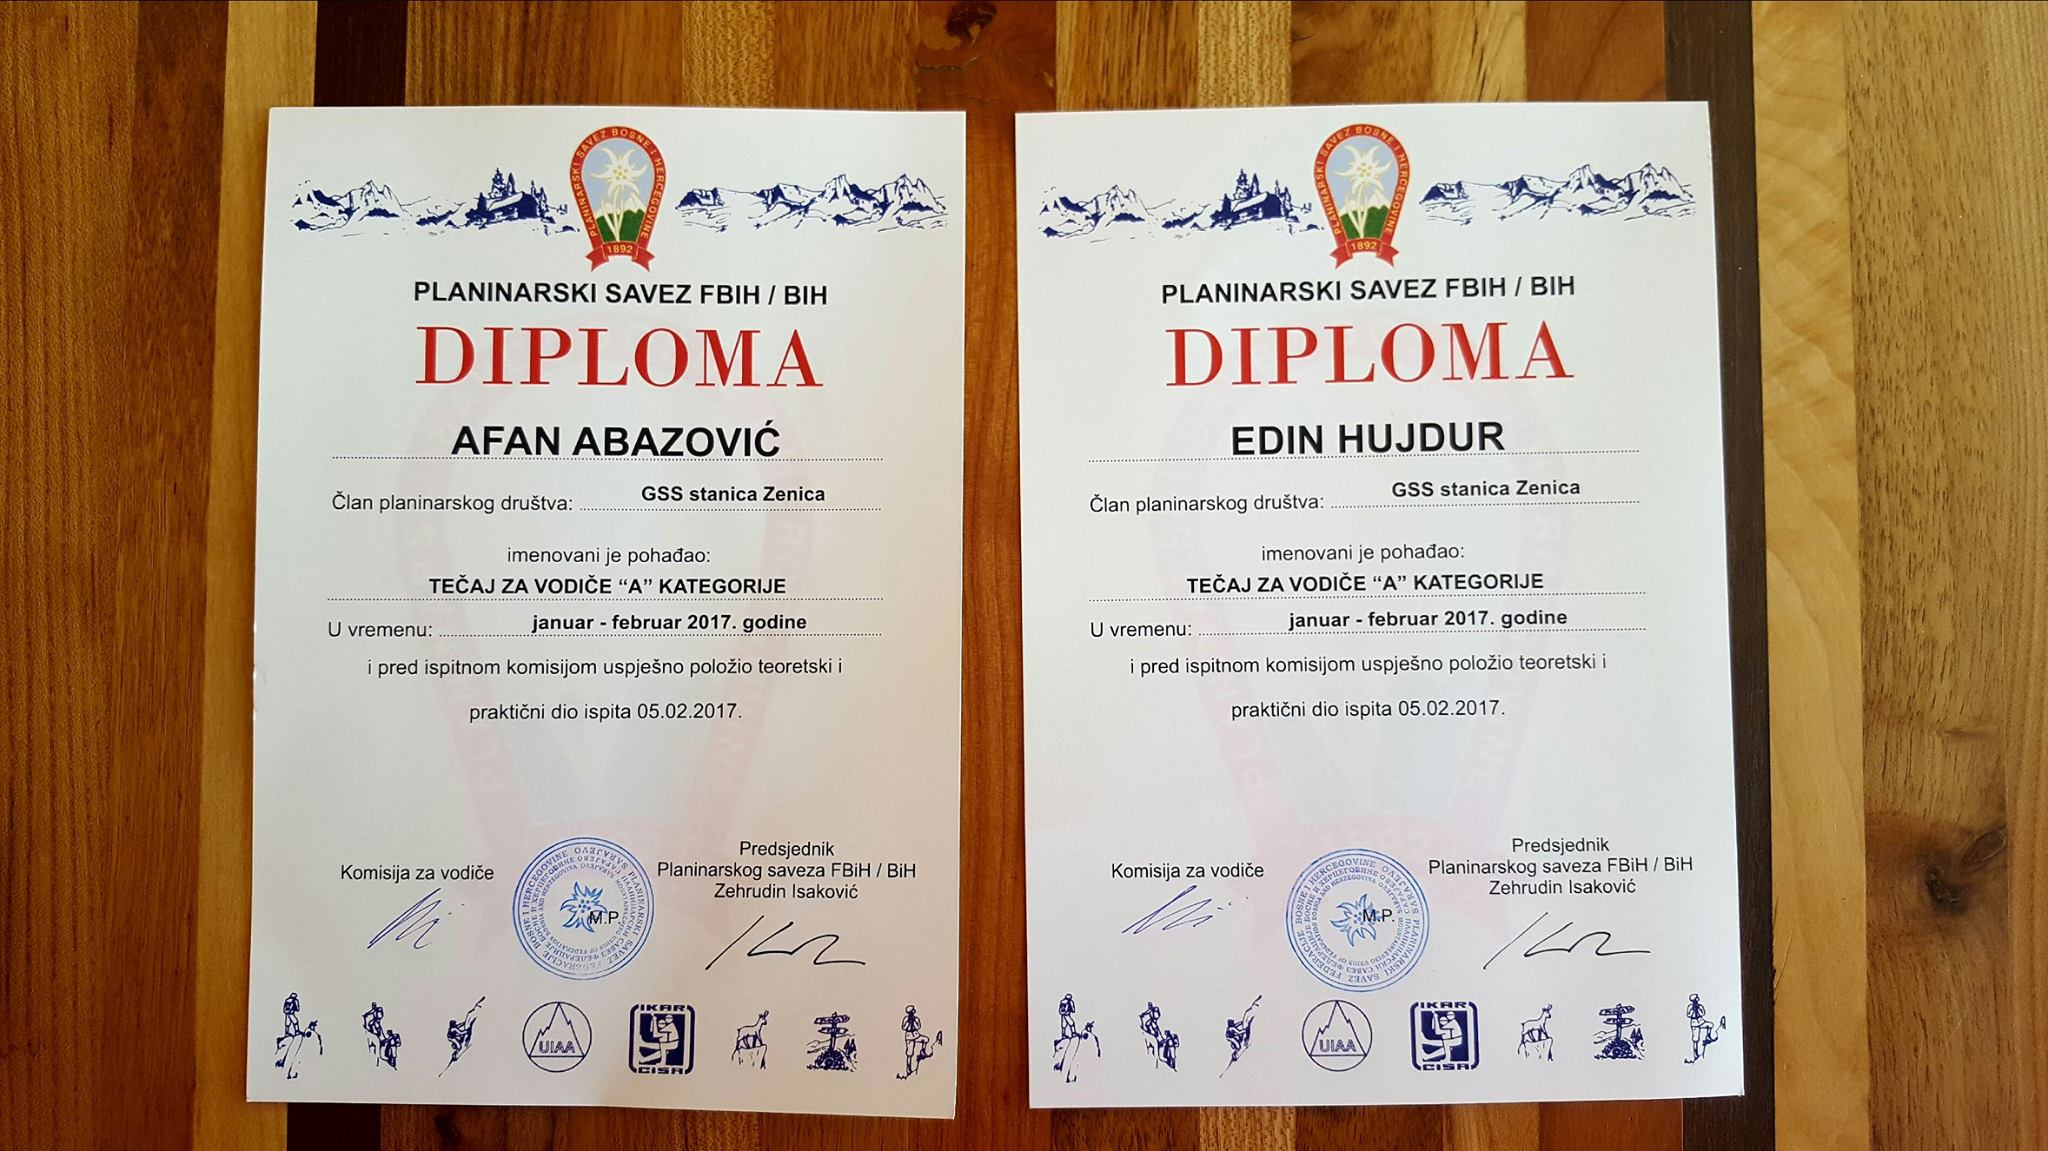 PLANINARSKI SAVEZ BOSNE I HERCEGOVINE
1892
PLANINARSKI SAVEZ FBIH / BIH
DIPLOMA
AFAN ABAZOVIĆ
Član planinarskog društva: GSS stanica Zenica
imenovani je pohađao:
TEČAJ ZA VODIČE “A” KATEGORIJE
U vremenu: januar - februar 2017. godine
i pred ispitnom komisijom uspješno položio teoretski i
praktični dio ispita 05.02.2017.
Komisija za vodiče
M.P.
Predsjednik
Planinarskog saveza FBiH / BiH
Zehrudin Isaković
UIAA
IKAR
CISA
PLANINARSKI SAVEZ BOSNE I HERCEGOVINE
1892
PLANINARSKI SAVEZ FBIH / BIH
DIPLOMA
EDIN HUJDUR
Član planinarskog društva: GSS stanica Zenica
imenovani je pohađao:
TEČAJ ZA VODIČE “A” KATEGORIJE
U vremenu: januar - februar 2017. godine
i pred ispitnom komisijom uspješno položio teoretski i
praktični dio ispita 05.02.2017.
Komisija za vodiče
M.P.
Predsjednik
Planinarskog saveza FBiH / BiH
Zehrudin Isaković
UIAA
IKAR
CISA